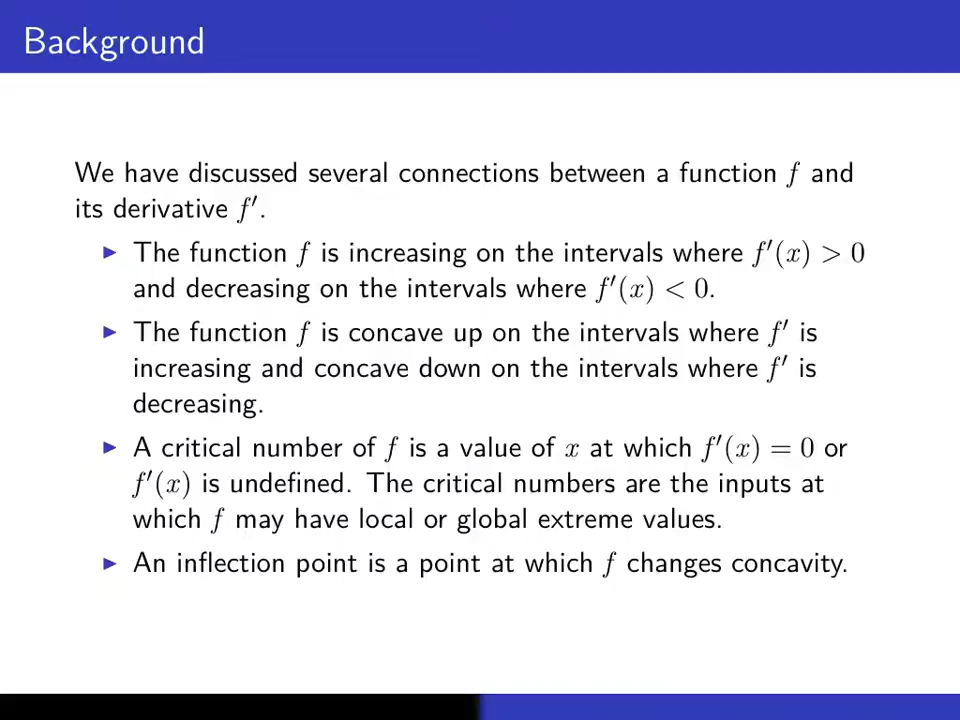 Background
We have discussed several connections between a function f and
its derivative f′.
▶ The function f is increasing on the intervals where f′(x) > 0
and decreasing on the intervals where f′(x) < 0.
▶ The function f is concave up on the intervals where f′ is
increasing and concave down on the intervals where f′ is
decreasing.
▶ A critical number of f is a value of x at which f′(x) = 0 or
f′(x) is undefined. The critical numbers are the inputs at
which f may have local or global extreme values.
▶ An inflection point is a point at which f changes concavity.